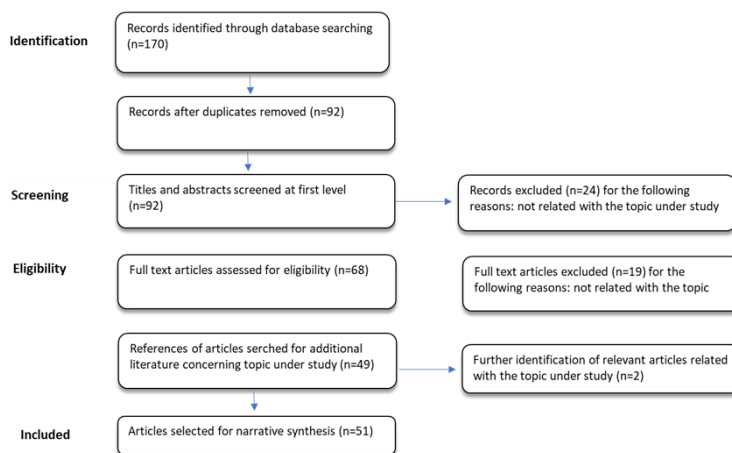 Identification
Records identified through database searching
(n=170)
Records after duplicates removed (n=92)
Screening
Titles and abstracts screened at first level
(n=92)
Records excluded (n=24) for the following
reasons: not related with the topic under study
Eligibility
Full text articles assessed for eligibility (n=68)
Full text articles excluded (n=19) for the
following reasons: not related with the topic
References of articles serched for additional
literature concerning topic under study (n=49)
Further identification of relevant articles related
with the topic under study (n=2)
Included
Articles selected for narrative synthesis (n=51)